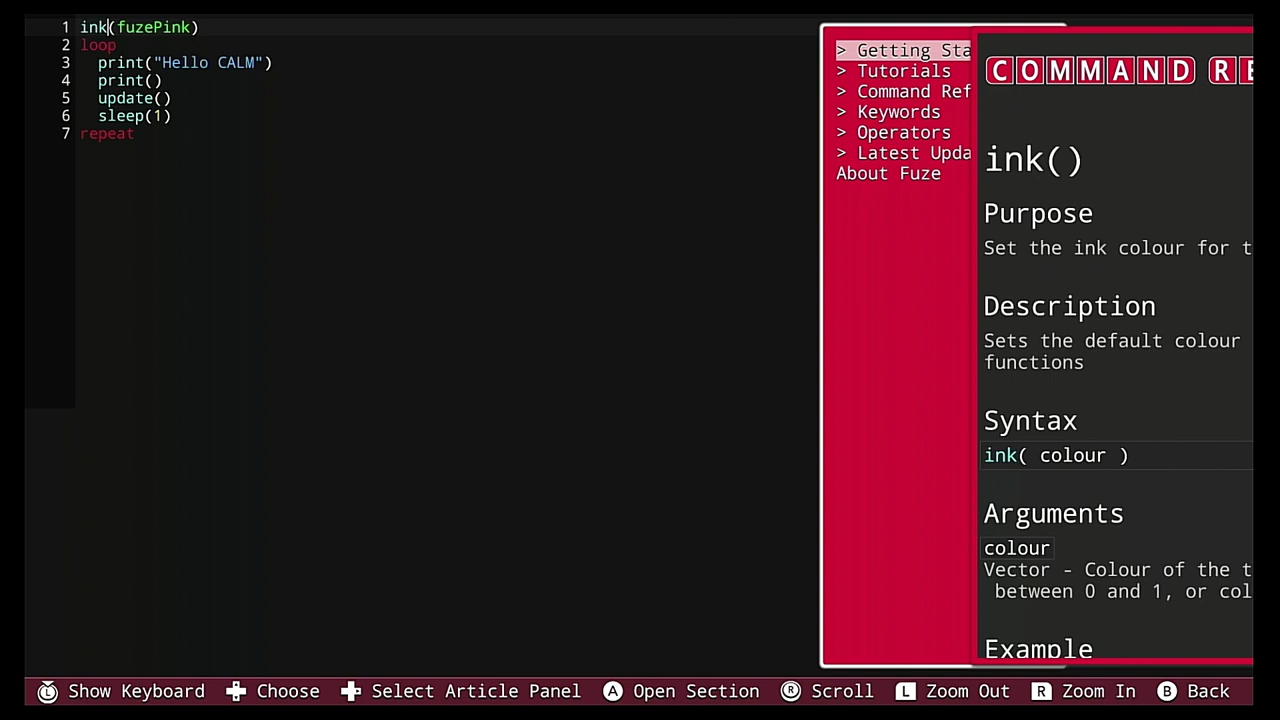 1 ink(fuzePink)
2 loop
3 print("Hello CALM")
4 print()
5 update()
6 sleep(1)
7 repeat
> Getting Sta
> Tutorials
> Command Ref
> Keywords
> Operators
> Latest Upda
About Fuze
COMMAND RE
ink()
Purpose
Set the ink colour for t
Description
Sets the default colour
functions
Syntax
ink( colour )
Arguments
colour
Vector - Colour of the t
between 0 and 1, or col
Example
L Show Keyboard Choose Select Article Panel A Open Section R Scroll L Zoom Out R Zoom In B Back